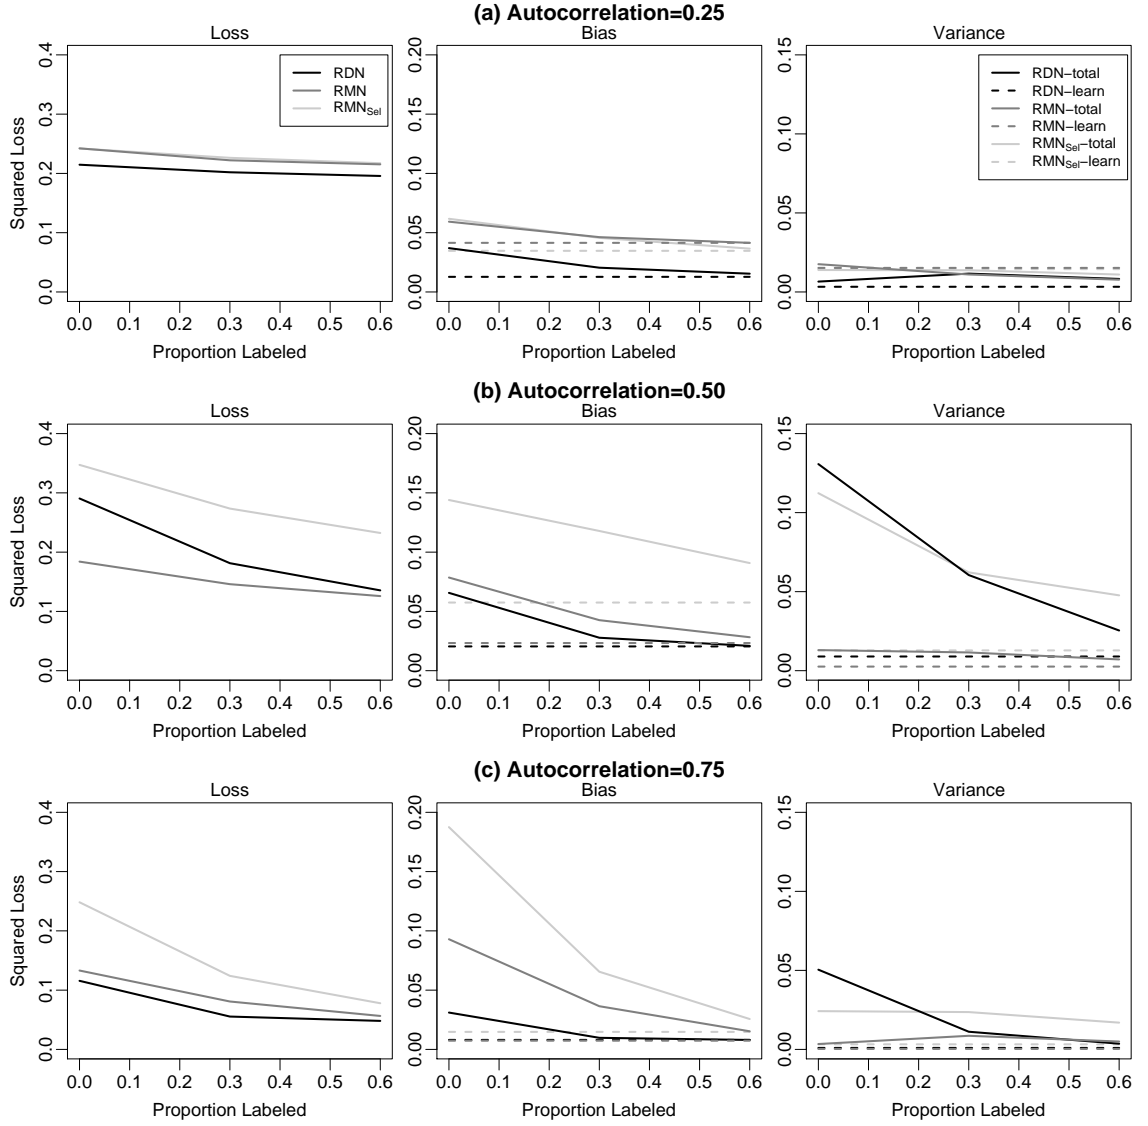 (a) Autocorrelation=0.25
Loss
Bias
Variance
Squared Loss
0.0 0.1 0.2 0.3 0.4
RDN
RMN
RMNSel
0.0 0.1 0.2 0.3 0.4 0.5 0.6
Proportion Labeled
0.00 0.05 0.10 0.15 0.20
0.0 0.1 0.2 0.3 0.4 0.5 0.6
Proportion Labeled
0.00 0.05 0.10 0.15
RDN-total
RDN-learn
RMN-total
RMN-learn
RMNSel-total
RMNSel-learn
0.0 0.1 0.2 0.3 0.4 0.5 0.6
Proportion Labeled
(b) Autocorrelation=0.50
Loss
Bias
Variance
Squared Loss
0.0 0.1 0.2 0.3 0.4
0.0 0.1 0.2 0.3 0.4 0.5 0.6
Proportion Labeled
0.00 0.05 0.10 0.15 0.20
0.0 0.1 0.2 0.3 0.4 0.5 0.6
Proportion Labeled
0.00 0.05 0.10 0.15
0.0 0.1 0.2 0.3 0.4 0.5 0.6
Proportion Labeled
(c) Autocorrelation=0.75
Loss
Bias
Variance
Squared Loss
0.0 0.1 0.2 0.3 0.4
0.0 0.1 0.2 0.3 0.4 0.5 0.6
Proportion Labeled
0.00 0.05 0.10 0.15 0.20
0.0 0.1 0.2 0.3 0.4 0.5 0.6
Proportion Labeled
0.00 0.05 0.10 0.15
0.0 0.1 0.2 0.3 0.4 0.5 0.6
Proportion Labeled